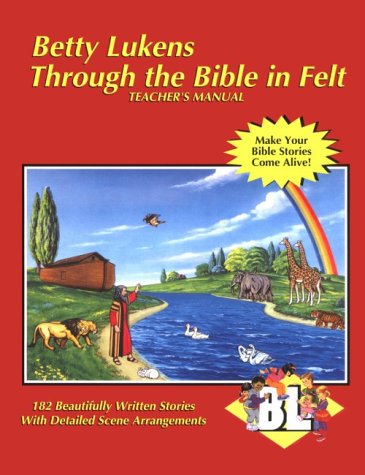 Betty Lukens
Through the Bible in Felt
TEACHER'S MANUAL
Make Your
Bible Stories
Come Alive!
182 Beautifully Written Stories
With Detailed Scene Arrangements
BL